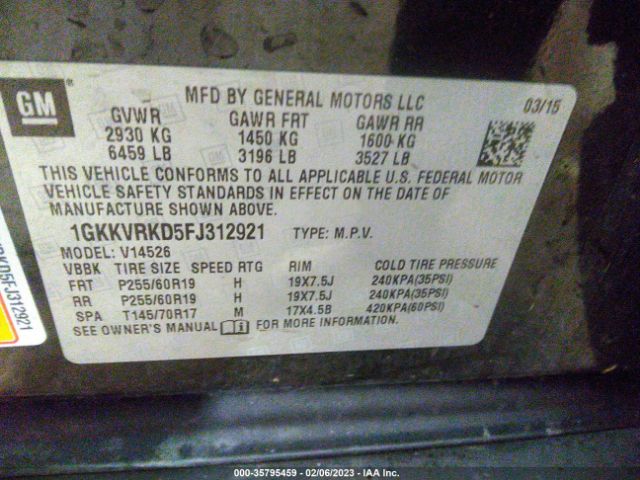 GM
MFD BY GENERAL MOTORS LLC
03/15
GVWR GAWR FRT GAWR RR
2930 KG 1450 KG 1600 KG
6459 LB 3196 LB 3527 LB
THIS VEHICLE CONFORMS TO ALL APPLICABLE U.S. FEDERAL MOTOR
VEHICLE SAFETY STANDARDS IN EFFECT ON THE DATE OF
MANUFACTURE SHOWN ABOVE.
1GKKVRKD5FJ312921 TYPE: M.P.V.
MODEL: V14526
VBBK TIRE SIZE SPEED RTG RIM COLD TIRE PRESSURE
FRT P255/60R19 H 19X7.5J 240KPA(35PSI)
RR P255/60R19 H 19X7.5J 240KPA(35PSI)
SPA T145/70R17 M 17X4.5B 420KPA(60PSI)
SEE OWNER'S MANUAL FOR MORE INFORMATION.
RKD5FJ312921
000-35795459 - 02/06/2023 - IAA Inc.